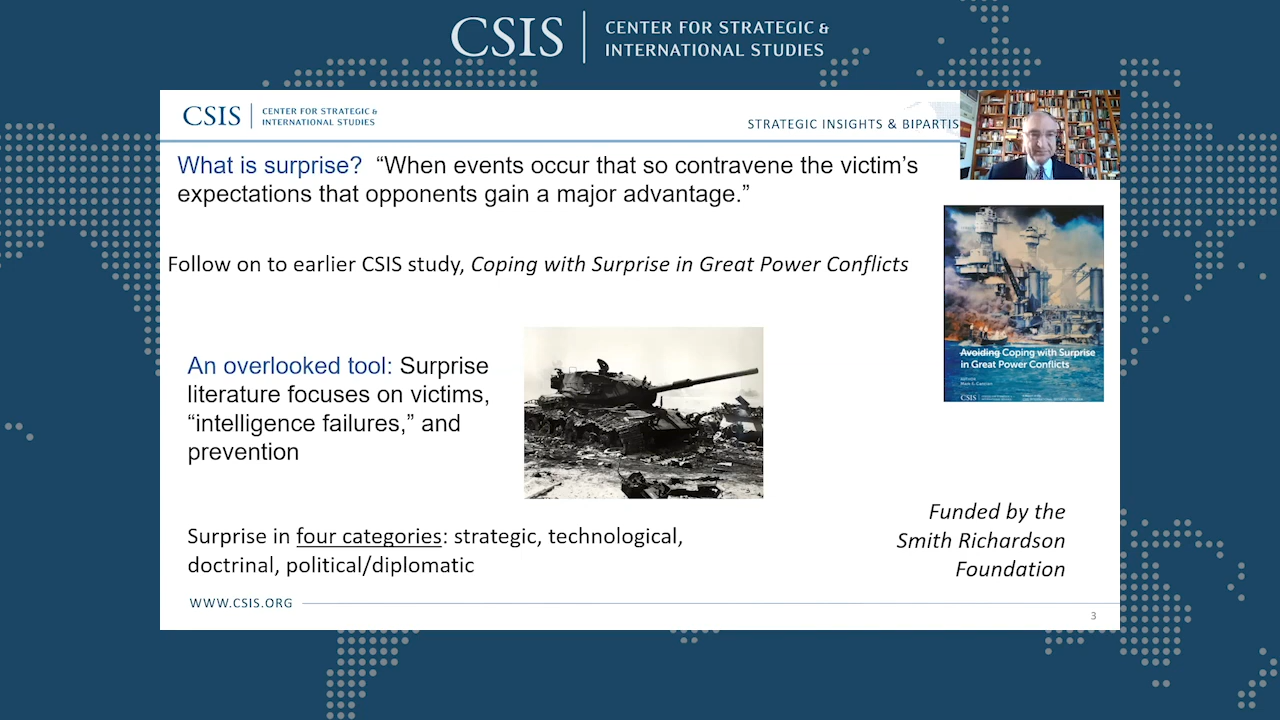 CSIS
CENTER FOR STRATEGIC &
INTERNATIONAL STUDIES
CSIS
CENTER FOR STRATEGIC &
INTERNATIONAL STUDIES
STRATEGIC INSIGHTS & BIPARTIS
What is surprise? “When events occur that so contravene the victim’s
expectations that opponents gain a major advantage.”
Follow on to earlier CSIS study, Coping with Surprise in Great Power Conflicts
Avoiding Coping with Surprise
in Great Power Conflicts
Mark F. Cancian
CSIS
An overlooked tool: Surprise
literature focuses on victims,
“intelligence failures,” and
prevention
Funded by the
Smith Richardson
Foundation
Surprise in four categories: strategic, technological,
doctrinal, political/diplomatic
WWW.CSIS.ORG
3